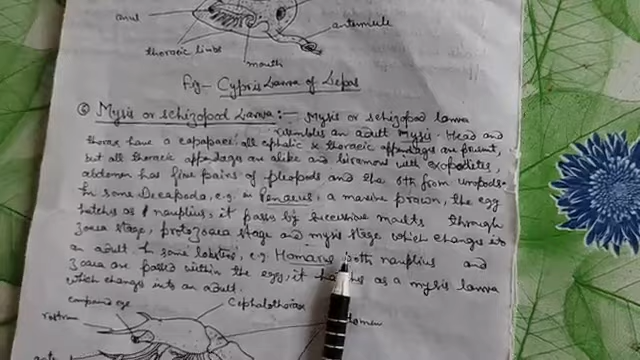 anul
antennule
thoracic limbs
mouth
Fig - Cypris Larva of Lepas
⑥ Mysis or schizopod Larva :- Mysis or schizopod larva
resembles an adult Mysis. Head and
thorax have a carapace. all cephalic & thoracic appendages are present,
but all thoracic appendages are alike and biramous with exopodites,
abdomen has five pairs of pleopods and the 6th from uropods.
In some Decapoda, e.g. in Penaeus, a marine prawn, the egg
hatches as nauplius, it pass by successive moults through
zoaea stage, protozoaea stage and mysis stage which changes into
an adult. In some lobsters, e.g. Homarus both nauplius and
zoaea are passed within the egg, it as a mysis larva
which changes into an adult.
compound eye
Cephalothorax
rostrum